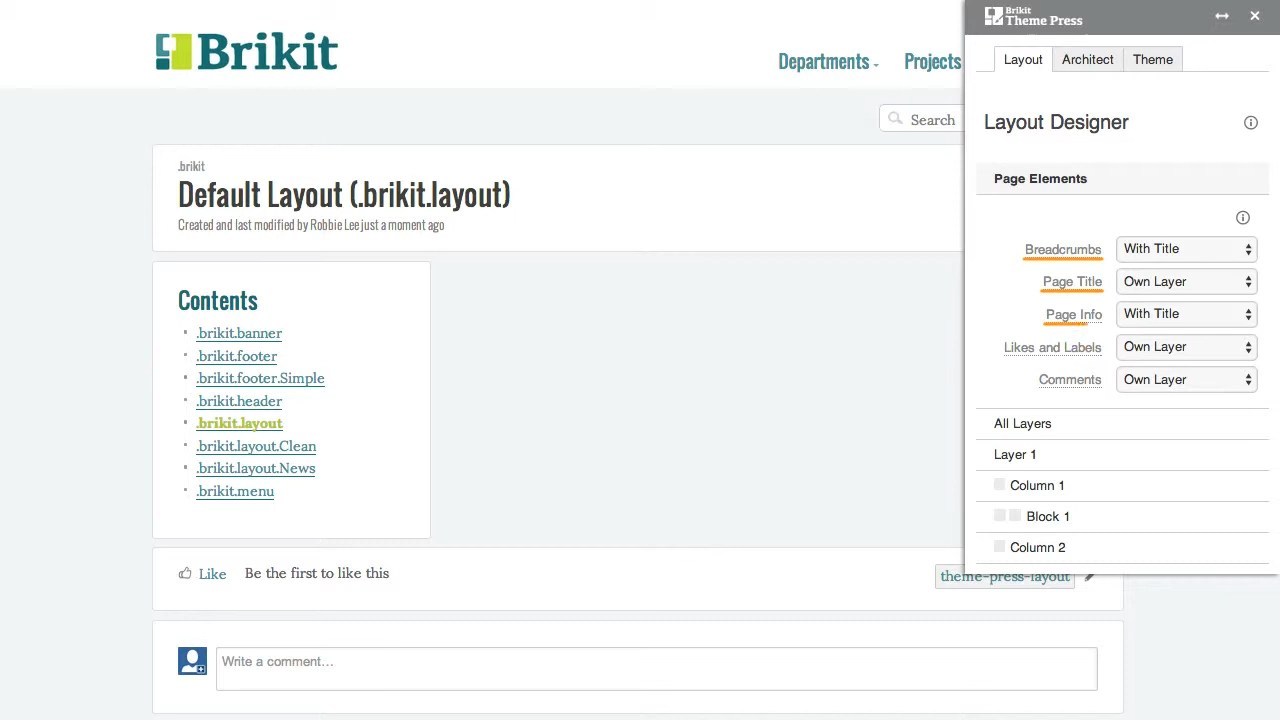 Brikit
Departments
Projects
Search
.brikit
Default Layout (.brikit.layout)
Created and last modified by Robbie Lee just a moment ago
Contents
.brikit.banner
.brikit.footer
.brikit.footer.Simple
.brikit.header
.brikit.layout
.brikit.layout.Clean
.brikit.layout.News
.brikit.menu
Like Be the first to like this
theme-press-layout
Write a comment…
Brikit
Theme Press
Layout Architect Theme
Layout Designer
Page Elements
Breadcrumbs With Title
Page Title Own Layer
Page Info With Title
Likes and Labels Own Layer
Comments Own Layer
All Layers
Layer 1
Column 1
Block 1
Column 2